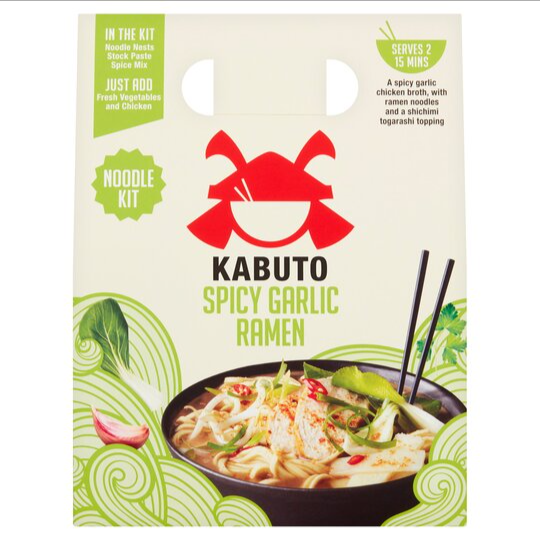 IN THE KIT
Noodle Nests
Stock Paste
Spice Mix
JUST ADD
Fresh Vegetables
and Chicken
SERVES 2
15 MINS
A spicy garlic
chicken broth, with
ramen noodles
and a shichimi
togarashi topping
NOODLE
KIT
KABUTO
SPICY GARLIC
RAMEN